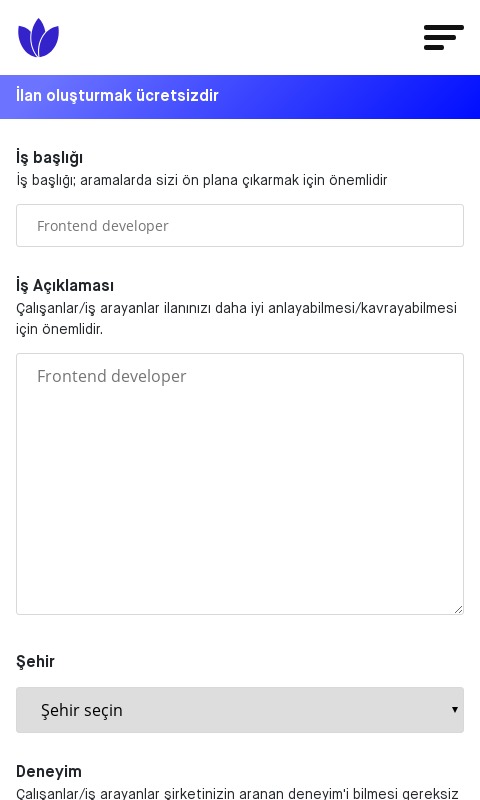 İlan oluşturmak ücretsizdir
İş başlığı
İş başlığı; aramalarda sizi ön plana çıkarmak için önemlidir
Frontend developer
İş Açıklaması
Çalışanlar/iş arayanlar ilanınızı daha iyi anlayabilmesi/kavrayabilmesi
için önemlidir.
Frontend developer
Şehir
Şehir seçin
Deneyim
Çalışanlar/iş arayanlar şirketinizin aranan deneyim'i bilmesi gereksiz